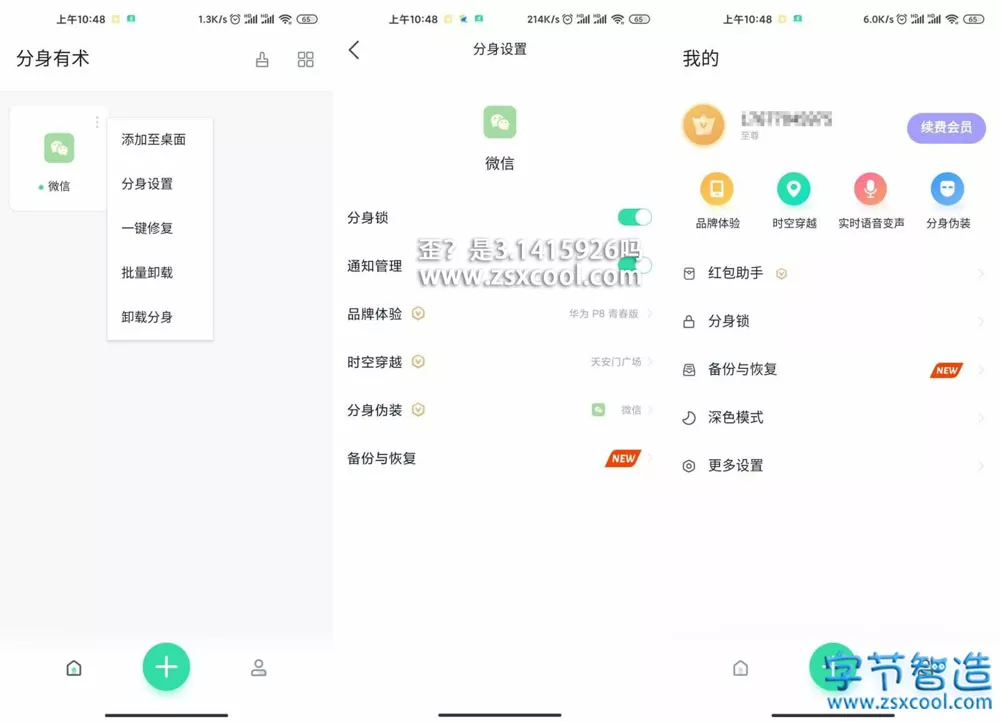 上午10:48
1.3K/s
65
分身有术
微信
添加至桌面
分身设置
一键修复
批量卸载
卸载分身
上午10:48
214K/s
65
分身设置
微信
分身锁
通知管理
歪？是3.1415926吗
www.zsxcool.com
品牌体验
华为 P8 青春版
时空穿越
天安门广场
分身伪装
微信
备份与恢复
NEW
上午10:48
6.0K/s
65
我的
至尊
续费会员
品牌体验
时空穿越
实时语音变声
分身伪装
红包助手
分身锁
备份与恢复
NEW
深色模式
更多设置
字节智造
www.zsxcool.com